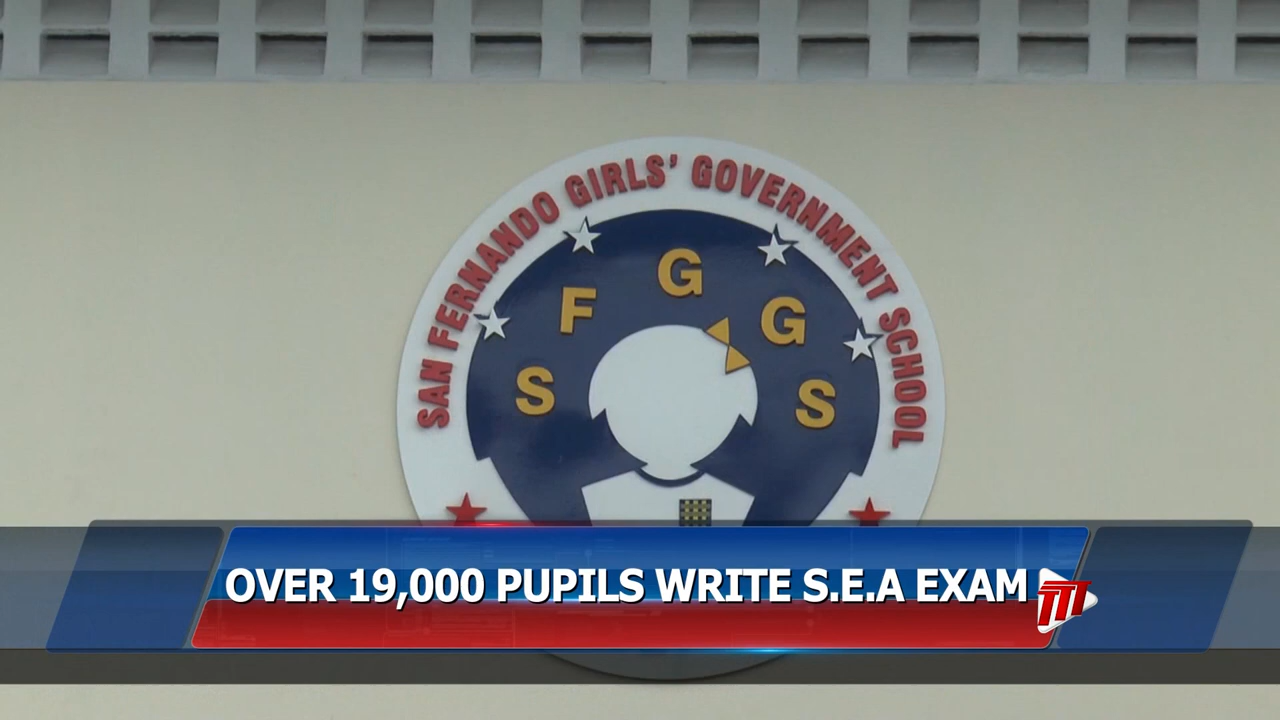 SAN FERNANDO GIRLS' GOVERNMENT SCHOOL
S F G G S
OVER 19,000 PUPILS WRITE S.E.A EXAM
TTT